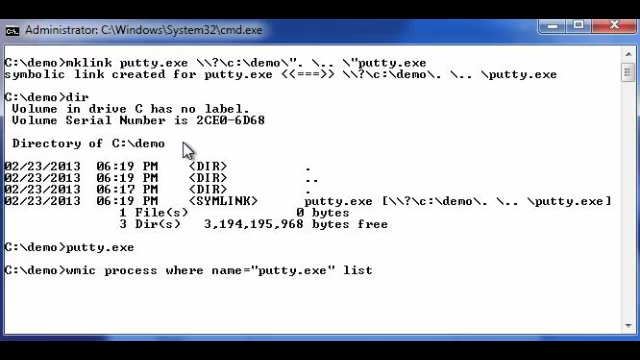 Administrator: C:\Windows\System32\cmd.exe
C:\demo>mklink putty.exe \\?\c:\demo\". \.. \"putty.exe
symbolic link created for putty.exe <<===>> \\?\c:\demo\. \.. \putty.exe
C:\demo>dir
Volume in drive C has no label.
Volume Serial Number is 2CE0-6D68
Directory of C:\demo
02/23/2013 06:19 PM <DIR> .
02/23/2013 06:19 PM <DIR> ..
02/23/2013 06:17 PM <DIR> .
02/23/2013 06:19 PM <SYMLINK> putty.exe [\\?\c:\demo\. \.. \putty.exe]
1 File(s) 0 bytes
3 Dir(s) 3,194,195,968 bytes free
C:\demo>putty.exe
C:\demo>wmic process where name="putty.exe" list